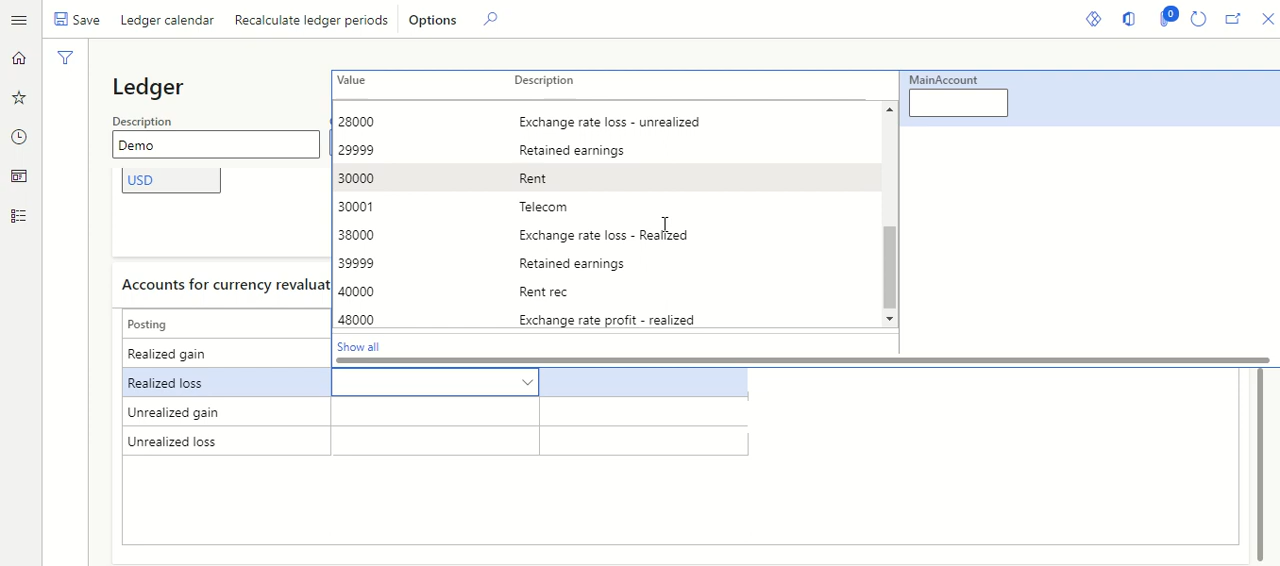 Save Ledger calendar Recalculate ledger periods Options 0
Ledger
Description
Demo
USD
Value Description MainAccount
28000 Exchange rate loss - unrealized
29999 Retained earnings
30000 Rent
30001 Telecom
38000 Exchange rate loss - Realized
39999 Retained earnings
40000 Rent rec
48000 Exchange rate profit - realized
Show all
Accounts for currency revaluat
Posting
Realized gain
Realized loss
Unrealized gain
Unrealized loss